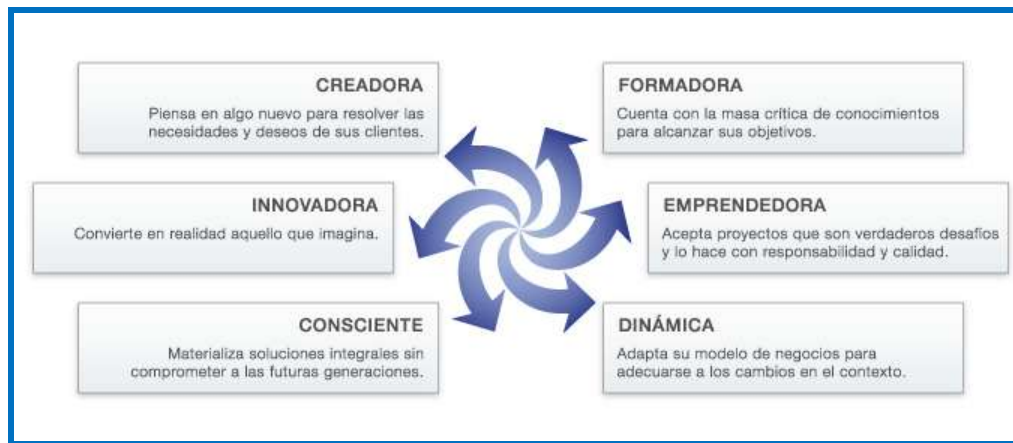 CREADORA
Piensa en algo nuevo para resolver las
necesidades y deseos de sus clientes.
FORMADORA
Cuenta con la masa crítica de conocimientos
para alcanzar sus objetivos.
INNOVADORA
Convierte en realidad aquello que imagina.
EMPRENDEDORA
Acepta proyectos que son verdaderos desafíos
y lo hace con responsabilidad y calidad.
CONSCIENTE
Materializa soluciones integrales sin
comprometer a las futuras generaciones.
DINÁMICA
Adapta su modelo de negocios para
adecuarse a los cambios en el contexto.